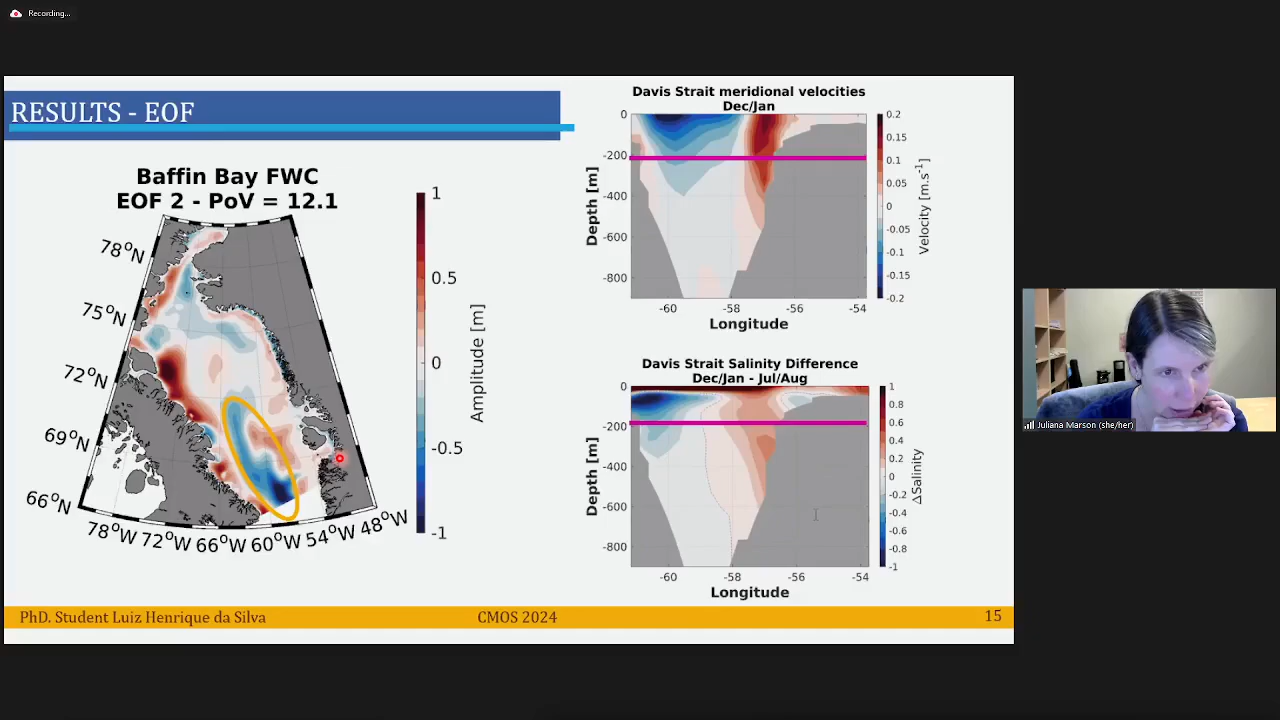 Recording...
RESULTS - EOF
Baffin Bay FWC
EOF 2 - PoV = 12.1
78°N
75°N
72°N
69°N
66°N
78°W 72°W 66°W 60°W 54°W 48°W
1
0.5
0
-0.5
-1
Amplitude [m]
Davis Strait meridional velocities
Dec/Jan
0
-200
-400
-600
-800
Depth [m]
-60 -58 -56 -54
Longitude
0.2
0.15
0.1
0.05
0
-0.05
-0.1
-0.15
-0.2
Velocity [m.s⁻¹]
Davis Strait Salinity Difference
Dec/Jan - Jul/Aug
0
-200
-400
-600
-800
Depth [m]
-60 -58 -56 -54
Longitude
1
0.8
0.6
0.4
0.2
0
-0.2
-0.4
-0.6
-0.8
-1
ΔSalinity
PhD. Student Luiz Henrique da Silva CMOS 2024 15
Juliana Marson (she/her)